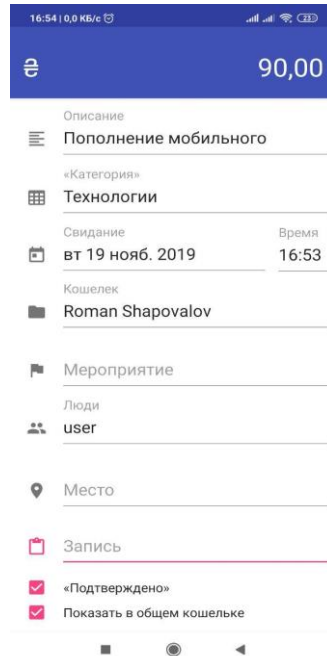 16:54 | 0,0 КБ/с
₴ 90,00
Описание
Пополнение мобильного
«Категория»
Технологии
Свидание Время
вт 19 нояб. 2019 16:53
Кошелек
Roman Shapovalov
Мероприятие
Люди
user
Место
Запись
«Подтверждено»
Показать в общем кошельке